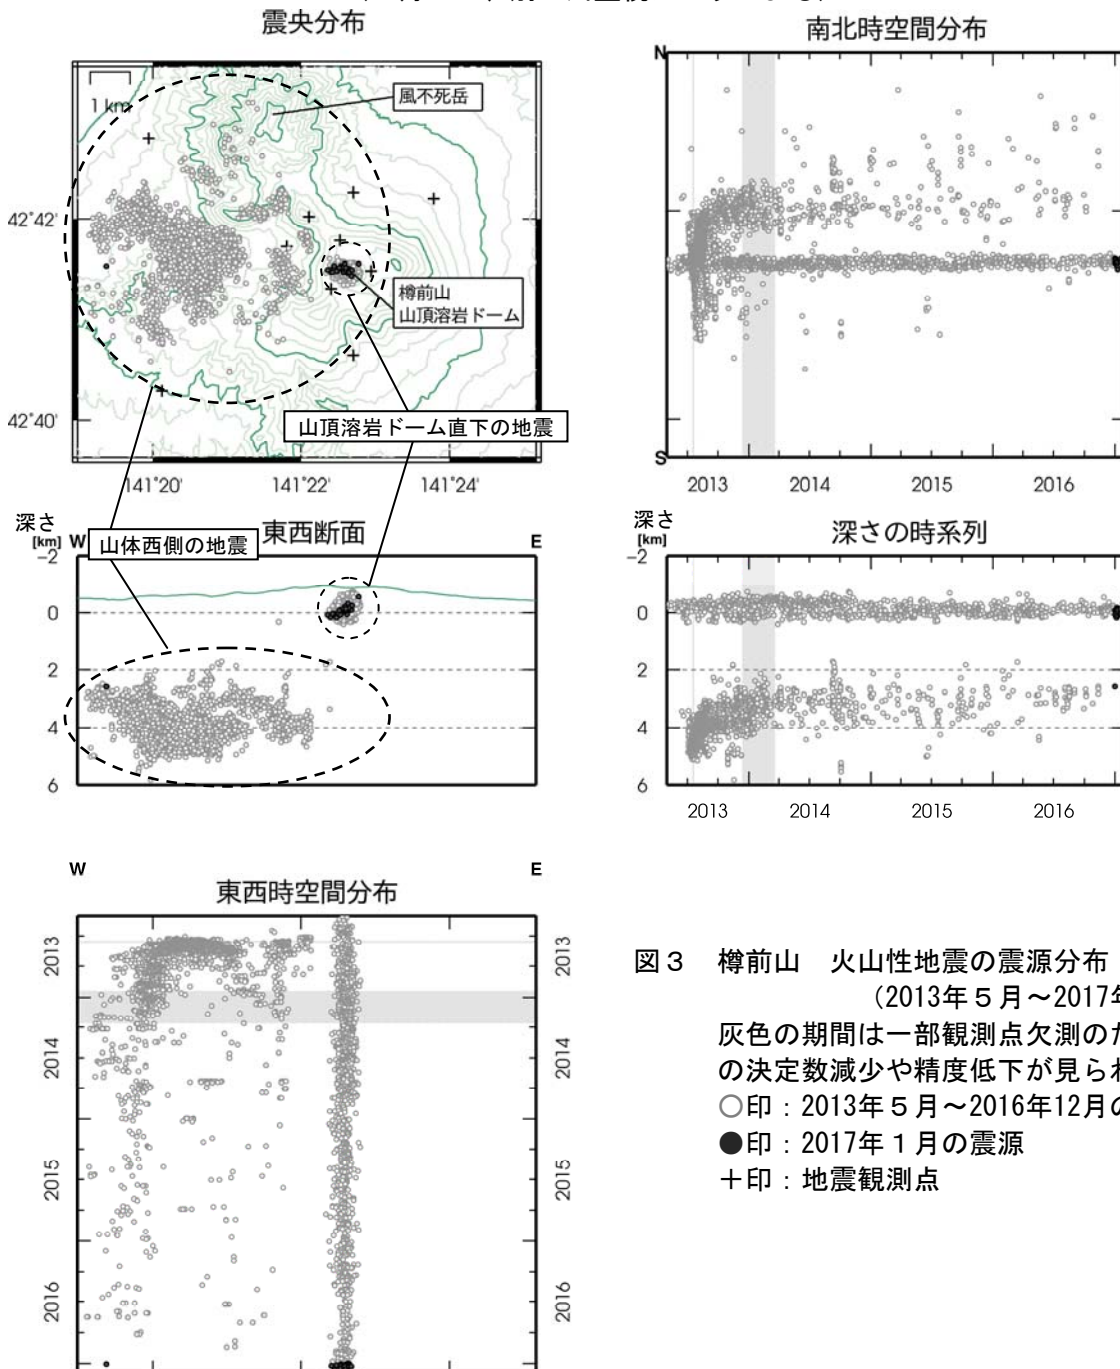 震央分布
1 km
風不死岳
42°42'
樽前山
山頂溶岩ドーム
42°40'
山頂溶岩ドーム直下の地震
141°20'
141°22'
141°24'
南北時空間分布
N
S
2013
2014
2015
2016
深さ
[km]
W
東西断面
E
山体西側の地震
-2
0
2
4
6
深さ
[km]
深さの時系列
-2
0
2
4
6
2013
2014
2015
2016
W
E
東西時空間分布
2013
2014
2015
2016
2013
2014
2015
2016
図3 樽前山 火山性地震の震源分布
(2013年5月~2017年
灰色の期間は一部観測点欠測の
の決定数減少や精度低下が見られ
○印:2013年5月~2016年12月の
●印:2017年1月の震源
+印:地震観測点